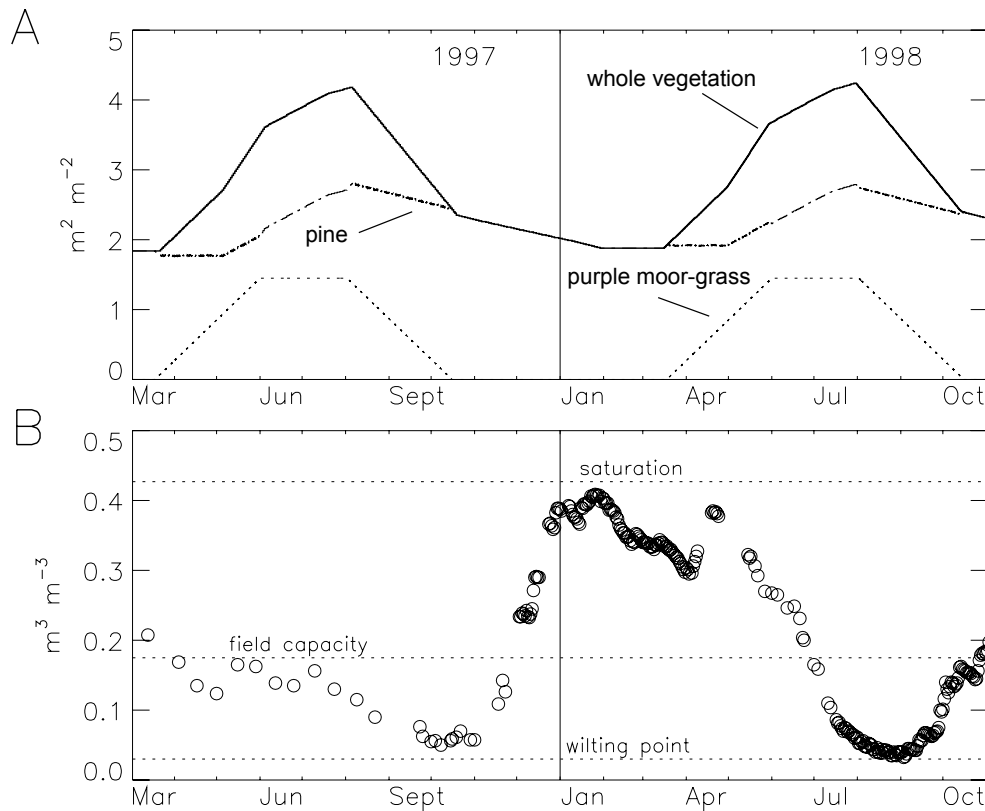 A
5
1997
1998
whole vegetation
4
3
m² m⁻²
pine
2
purple moor-grass
1
0
Mar Jun Sept Jan Apr Jul Oct
B
0.5
saturation
0.4
0.3
m³ m⁻³
0.2
field capacity
0.1
wilting point
0.0
Mar Jun Sept Jan Apr Jul Oct